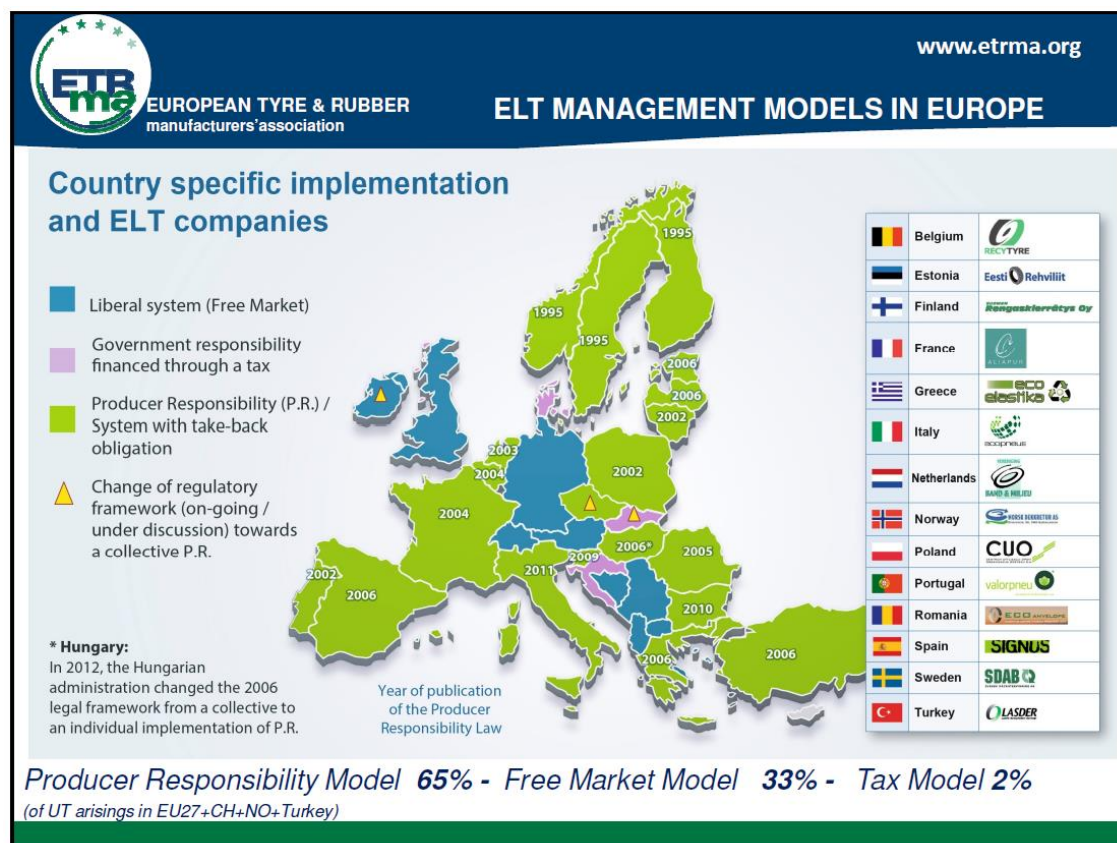 www.etrma.org
ETR
ma
EUROPEAN TYRE & RUBBER
manufacturers'association
ELT MANAGEMENT MODELS IN EUROPE
Country specific implementation
and ELT companies
Liberal system (Free Market)
Government responsibility
financed through a tax
Producer Responsibility (P.R.) /
System with take-back
obligation
Change of regulatory
framework (on-going /
under discussion) towards
a collective P.R.
* Hungary:
In 2012, the Hungarian
administration changed the 2006
legal framework from a collective to
an individual implementation of P.R.
1995
1995
1995
2006
2006
2002
2003
2004
2002
2004
2006*
2005
2009
2011
2002
2006
2010
2006
2006
Year of publication
of the Producer
Responsibility Law
Belgium
RECYTYRE
Estonia
Eesti Rehviliit
Finland
Rengaskierrätys Oy
France
ALIAPUR
Greece
eco
elastika
Italy
ecopneus
Netherlands
BAND & MILIEU
Norway
NORSK DEKKRETUR AS
Poland
CUO
Portugal
valorpneu
Romania
ECO ANVELOPE
Spain
SIGNUS
Sweden
SDAB
Turkey
LASDER
Producer Responsibility Model 65% - Free Market Model 33% - Tax Model 2%
(of UT arisings in EU27+CH+NO+Turkey)